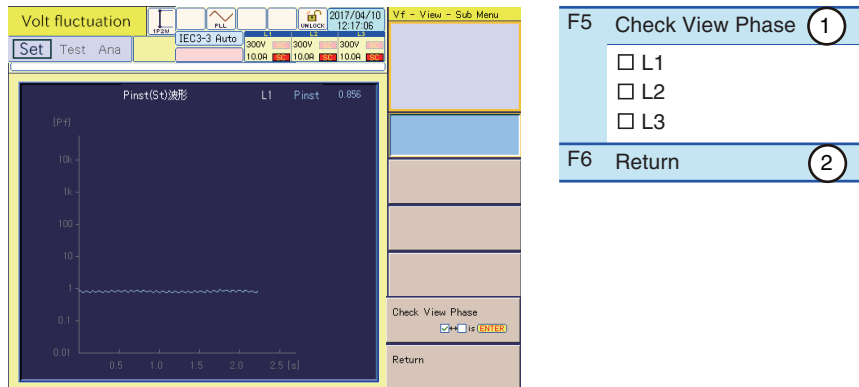 Volt fluctuation
1P2W
PLL
UNLOCK
2017/04/10
12:17:06
Set Test Ana
IEC3-3 Auto
L1 L2 L3
300V SC 300V SC 300V SC
10.0A SC 10.0A SC 10.0A SC
Pinst(St)波形 L1 Pinst 0.856
[Pf]
10k
1k
100
10
1
0.1
0.01
0.5 1.0 1.5 2.0 2.5 [s]
Vf - View - Sub Menu
Check View Phase
is ENTER
Return
F5 Check View Phase 1
L1
L2
L3
F6 Return 2